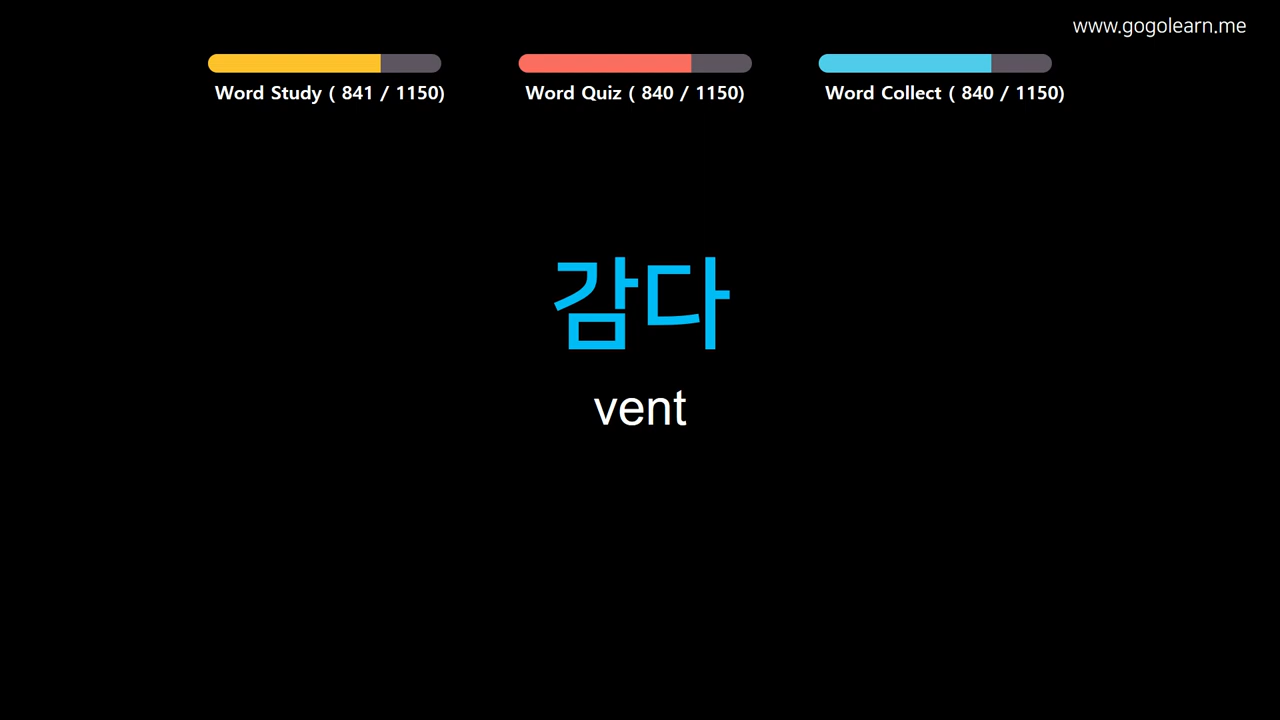 www.gogolearn.me
Word Study ( 841 / 1150)
Word Quiz ( 840 / 1150)
Word Collect ( 840 / 1150)
감다
vent